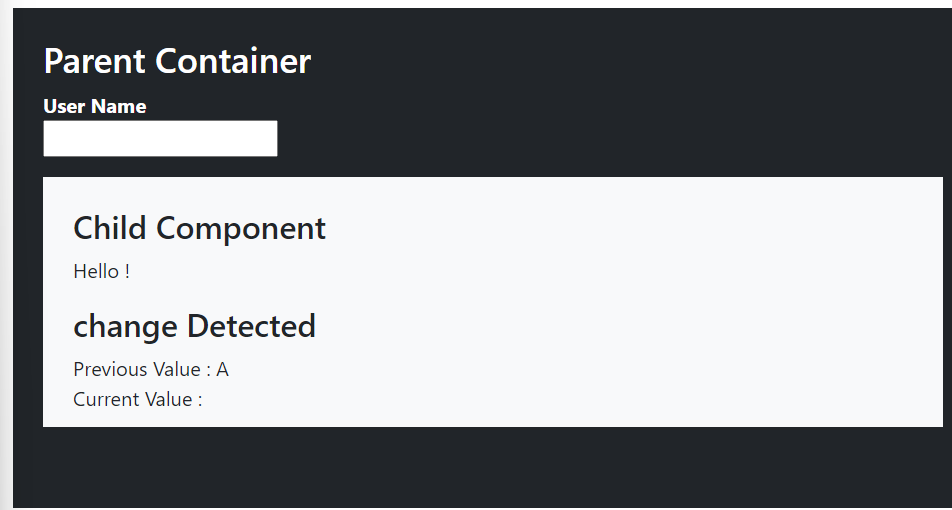 Parent Container
User Name
Child Component
Hello !
change Detected
Previous Value : A
Current Value :